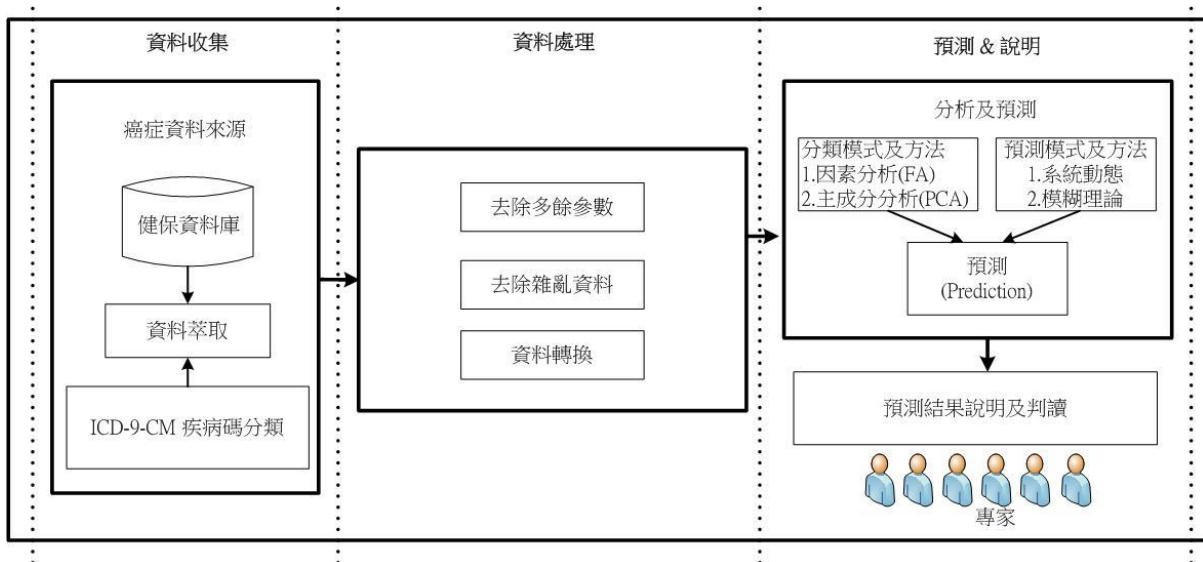 資料收集
癌症資料來源
健保資料庫
資料萃取
ICD-9-CM 疾病碼分類
資料處理
去除多餘參數
去除雜亂資料
資料轉換
預測 & 說明
分析及預測
分類模式及方法
1.因素分析(FA)
2.主成分分析(PCA)
預測模式及方法
1.系統動態
2.模糊理論
預測
(Prediction)
預測結果說明及判讀
專家